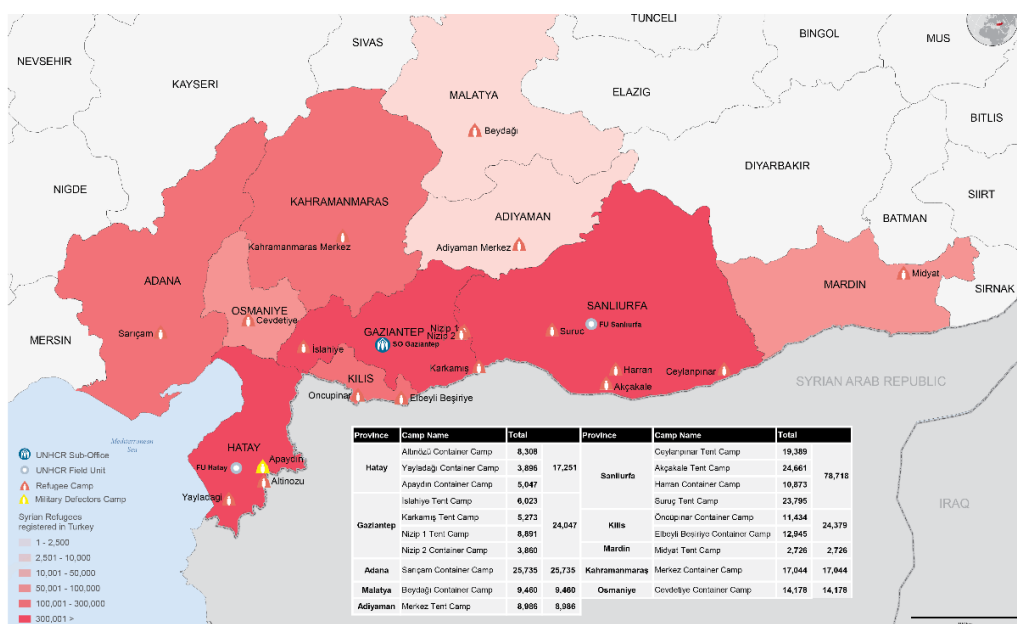 TUNCELI
BINGOL
MUS
SIVAS
NEVSEHIR
KAYSERI
MALATYA
ELAZIG
BITLIS
Beydağı
DIYARBAKIR
NIGDE
SIIRT
KAHRAMANMARAS
ADIYAMAN
BATMAN
Kahramanmaras Merkez
Adiyaman Merkez
ADANA
MARDIN
Midyat
SIRNAK
OSMANIYE
Cevdetiye
SANLIURFA
MERSIN
Sarıçam
GAZIANTEP
Nizip 1
Nizip 2
SO Gaziantep
Suruc
FU Sanlıurfa
İslahiye
Karkamış
Harran
Ceylanpınar
KILIS
Akçakale
SYRIAN ARAB REPUBLIC
Oncupinar
Elbeyli Beşiriye
Mediterranean
Sea
HATAY
FU Hatay
Apaydın
Altinozu
Yayladagi
IRAQ
UNHCR Sub-Office
UNHCR Field Unit
Refugee Camp
Military Defectors Camp
Syrian Refugees
registered in Turkey
1 - 2,500
2,501 - 10,000
10,001 - 50,000
50,001 - 100,000
100,001 - 300,000
300,001 >
Province Camp Name Total Province Camp Name Total
Hatay Altınözü Container Camp 8,308 17,251 Sanlıurfa Ceylanpınar Tent Camp 19,389 78,718
Yayladağı Container Camp 3,896 Akçakale Tent Camp 24,661
Apaydın Container Camp 5,047 Harran Container Camp 10,873
Gaziantep İslahiye Tent Camp 6,023 24,047 Suruç Tent Camp 23,795
Karkamış Tent Camp 5,273 Kilis Öncüpınar Container Camp 11,434 24,379
Nizip 1 Tent Camp 8,891 Elbeyli Beşiriye Container Camp 12,945
Nizip 2 Container Camp 3,860 Mardin Midyat Tent Camp 2,726 2,726
Adana Sarıçam Container Camp 25,735 25,735 Kahramanmaraş Merkez Container Camp 17,044 17,044
Malatya Beydağı Container Camp 9,460 9,460 Osmaniye Cevdetiye Container Camp 14,178 14,178
Adiyaman Merkez Tent Camp 8,986 8,986